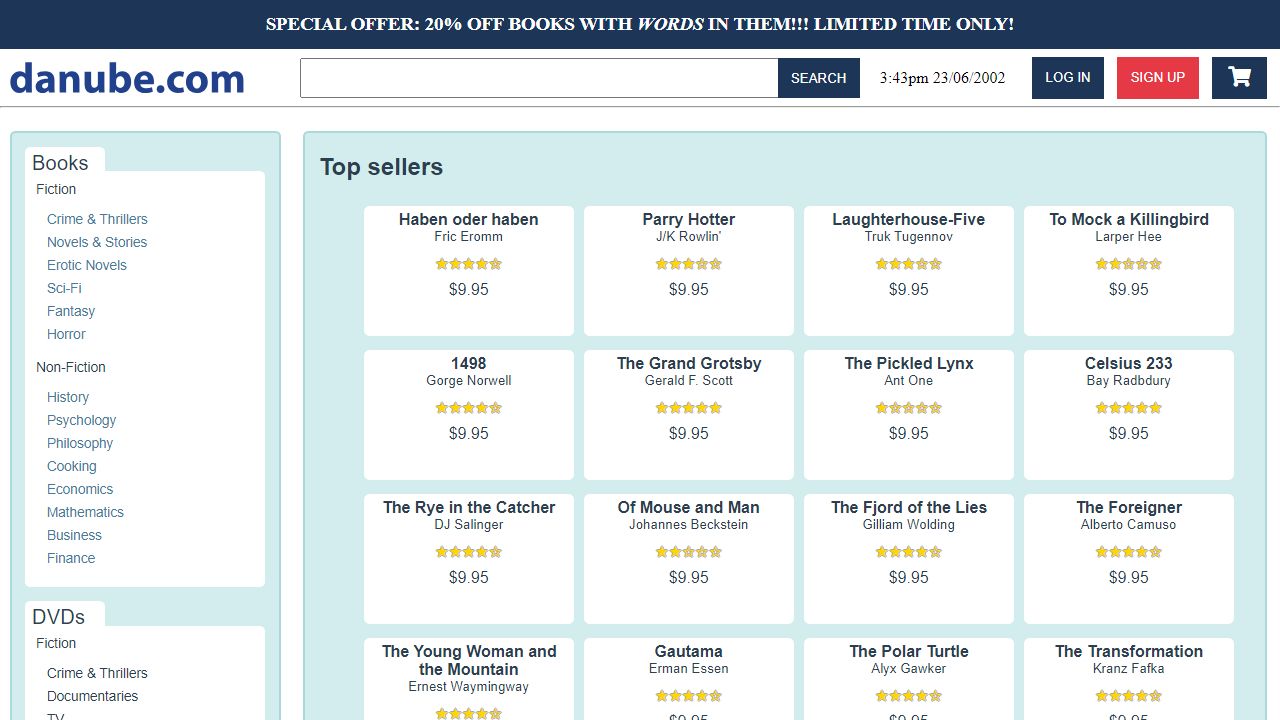 SPECIAL OFFER: 20% OFF BOOKS WITH WORDS IN THEM!!! LIMITED TIME ONLY!
danube.com
SEARCH
3:43pm 23/06/2002
LOG IN
SIGN UP
Books
Fiction
Crime & Thrillers
Novels & Stories
Erotic Novels
Sci-Fi
Fantasy
Horror
Non-Fiction
History
Psychology
Philosophy
Cooking
Economics
Mathematics
Business
Finance
DVDs
Fiction
Crime & Thrillers
Documentaries
TV
Top sellers
Haben oder haben
Fric Eromm
$9.95
Parry Hotter
J/K Rowlin'
$9.95
Laughterhouse-Five
Truk Tugennov
$9.95
To Mock a Killingbird
Larper Hee
$9.95
1498
Gorge Norwell
$9.95
The Grand Grotsby
Gerald F. Scott
$9.95
The Pickled Lynx
Ant One
$9.95
Celsius 233
Bay Radbdury
$9.95
The Rye in the Catcher
DJ Salinger
$9.95
Of Mouse and Man
Johannes Beckstein
$9.95
The Fjord of the Lies
Gilliam Wolding
$9.95
The Foreigner
Alberto Camuso
$9.95
The Young Woman and
the Mountain
Ernest Waymingway
Gautama
Erman Essen
$9.95
The Polar Turtle
Alyx Gawker
$9.95
The Transformation
Kranz Fafka
$9.95